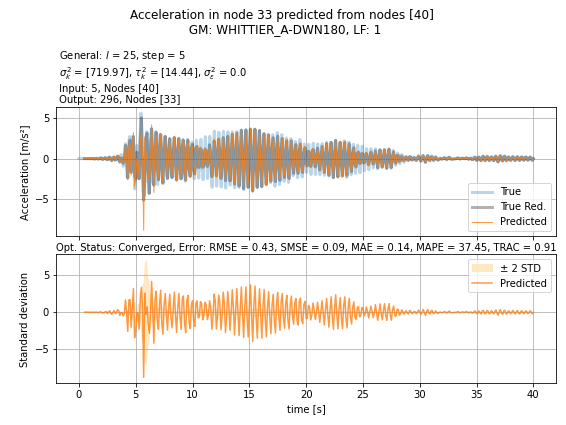 Acceleration in node 33 predicted from nodes [40]
GM: WHITTIER_A-DWN180, LF: 1
General: l = 25, step = 5
σ²ₖ = [719.97], τ²ₖ = [14.44], σ²ₑ = 0.0
Input: 5, Nodes [40]
Output: 296, Nodes [33]
Acceleration [m/s²]
5
0
−5
True
True Red.
Predicted
Opt. Status: Converged, Error: RMSE = 0.43, SMSE = 0.09, MAE = 0.14, MAPE = 37.45, TRAC = 0.91
Standard deviation
5
0
−5
± 2 STD
Predicted
0 5 10 15 20 25 30 35 40
time [s]